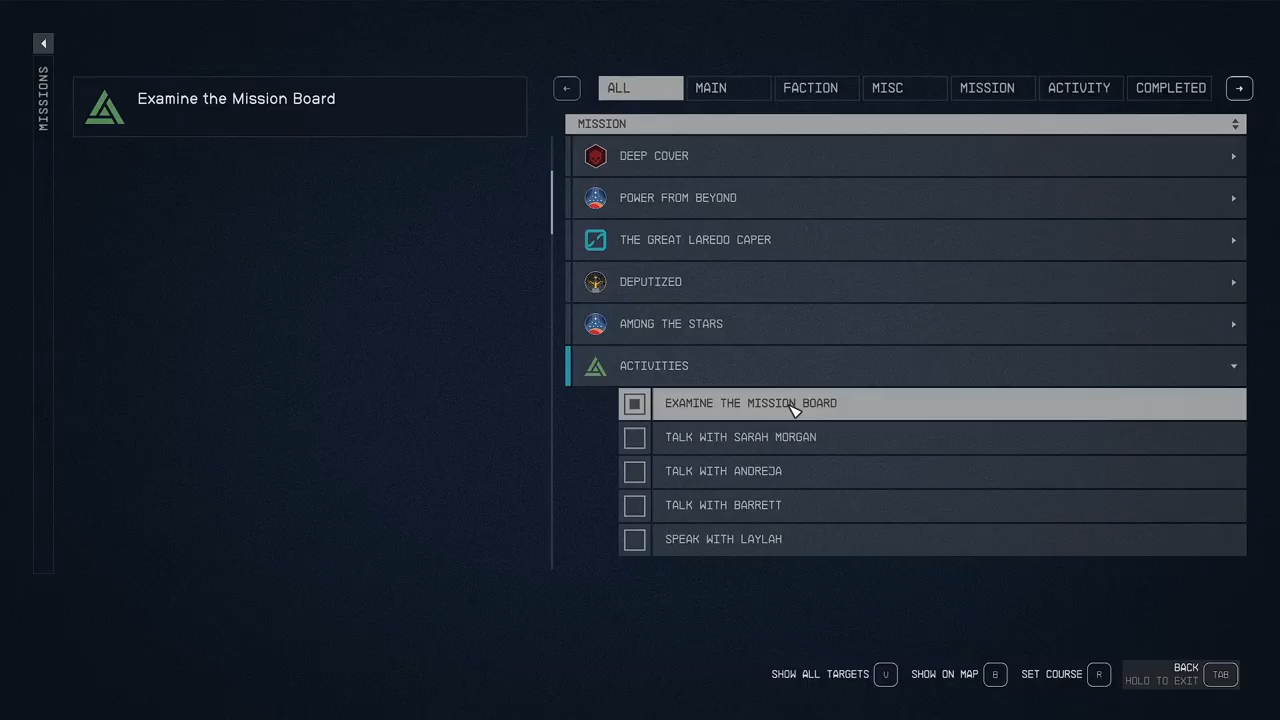 MISSIONS
Examine the Mission Board
ALL
MAIN
FACTION
MISC
MISSION
ACTIVITY
COMPLETED
MISSION
DEEP COVER
POWER FROM BEYOND
THE GREAT LAREDO CAPER
DEPUTIZED
AMONG THE STARS
ACTIVITIES
EXAMINE THE MISSION BOARD
TALK WITH SARAH MORGAN
TALK WITH ANDREJA
TALK WITH BARRETT
SPEAK WITH LAYLAH
SHOW ALL TARGETS U
SHOW ON MAP B
SET COURSE R
BACK
HOLD TO EXIT TAB